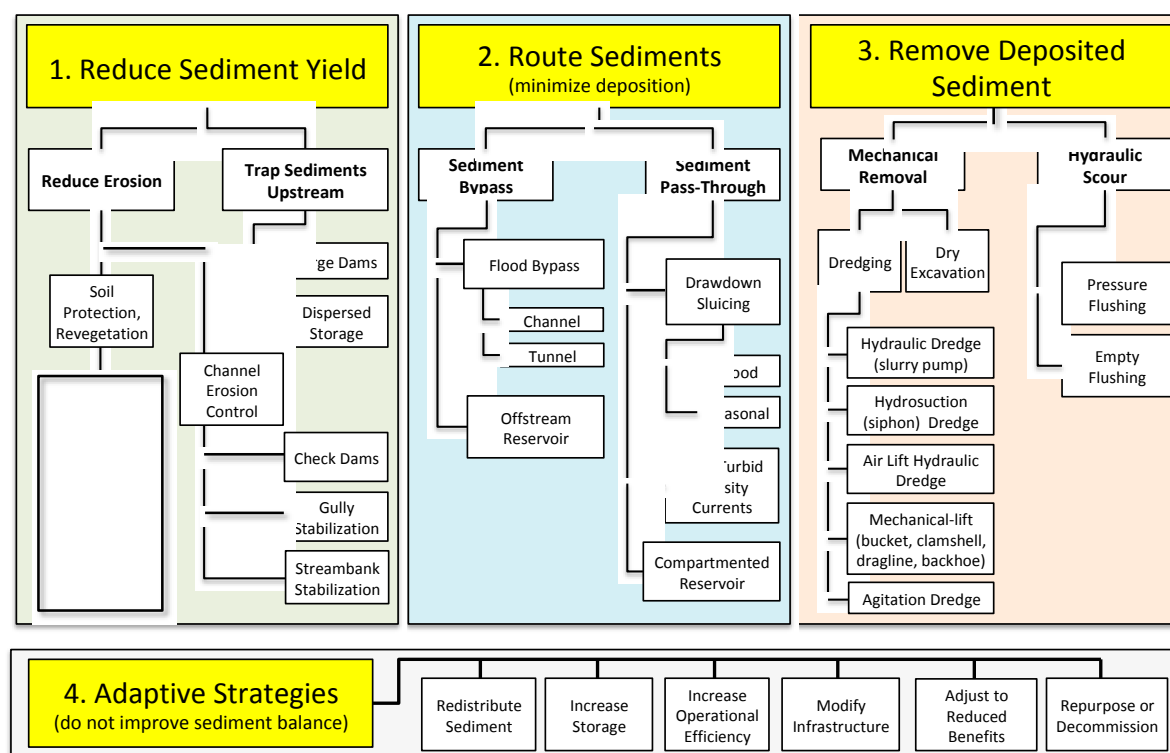 1. Reduce Sediment Yield
Reduce Erosion
Trap Sediments
Upstream
Dams
Soil
Protection,
Revegetation
Dispersed
Storage
Channel
Erosion
Control
Check Dams
Gully
Stabilization
Streambank
Stabilization
2. Route Sediments
(minimize deposition)
Sediment
Bypass
Sediment
Pass-Through
Flood Bypass
Channel
Tunnel
Offstream
Reservoir
Drawdown
Sluicing
Turbid
Currents
Compartmented
Reservoir
3. Remove Deposited
Sediment
Mechanical
Removal
Hydraulic
Scour
Dredging
Dry
Excavation
Hydraulic Dredge
(slurry pump)
Hydrosuction
(siphon) Dredge
Air Lift Hydraulic
Dredge
Mechanical-lift
(bucket, clamshell,
dragline, backhoe)
Agitation Dredge
Pressure
Flushing
Empty
Flushing
4. Adaptive Strategies
(do not improve sediment balance)
Redistribute
Sediment
Increase
Storage
Increase
Operational
Efficiency
Modify
Infrastructure
Adjust to
Reduced
Benefits
Repurpose or
Decommission